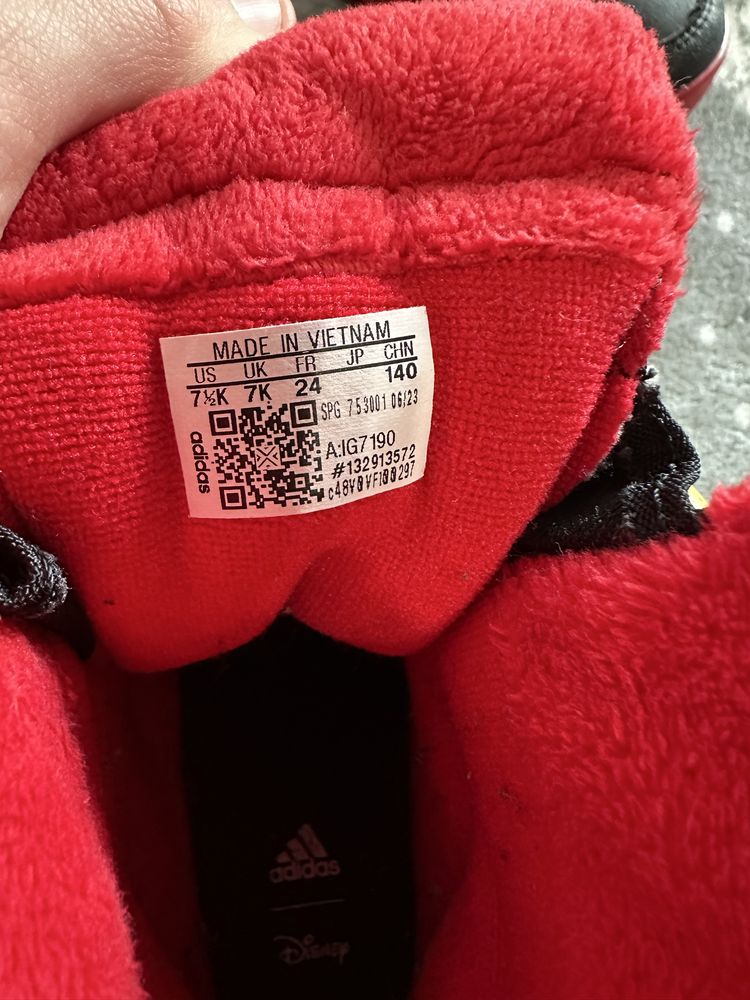 MADE IN VIETNAM
US UK FR JP CHN
7½K 7K 24 140
SPG 753001 06/23
A:IG7190
#132913572
c48V0VFI00297
adidas
adidas
Disney